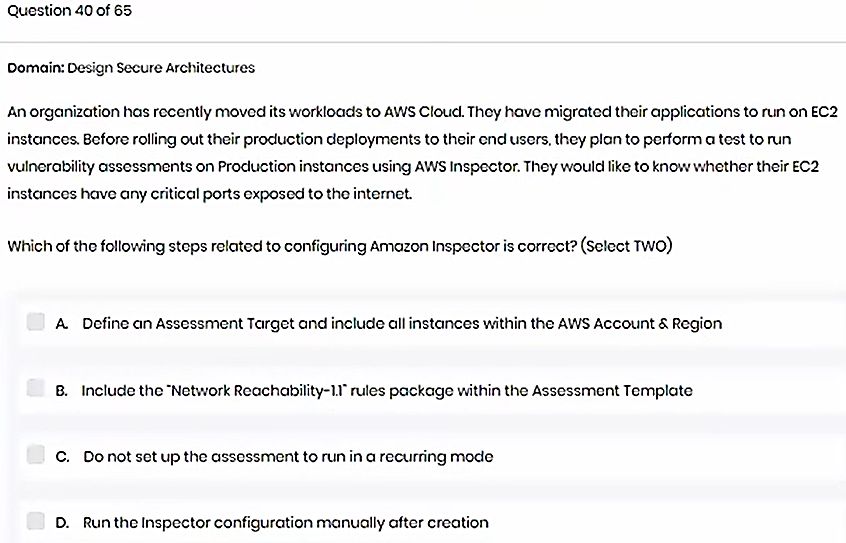 Question 40 of 65
Domain: Design Secure Architectures
An organization has recently moved its workloads to AWS Cloud. They have migrated their applications to run on EC2
instances. Before rolling out their production deployments to their end users, they plan to perform a test to run
vulnerability assessments on Production instances using AWS Inspector. They would like to know whether their EC2
instances have any critical ports exposed to the internet.
Which of the following steps related to configuring Amazon Inspector is correct? (Select TWO)
A. Define an Assessment Target and include all instances within the AWS Account & Region
B. Include the "Network Reachability-1.1" rules package within the Assessment Template
C. Do not set up the assessment to run in a recurring mode
D. Run the Inspector configuration manually after creation